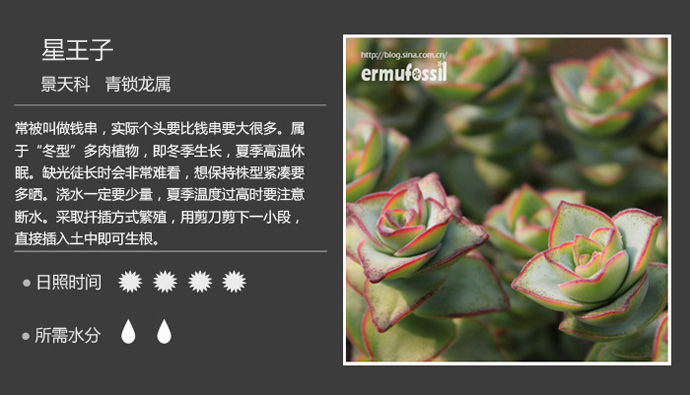 星王子
景天科 青锁龙属
常被叫做钱串，实际个头要比钱串要大很多。属
于“冬型”多肉植物，即冬季生长，夏季高温休
眠。缺光徒长时会非常难看，想保持株型紧凑要
多晒。浇水一定要少量，夏季温度过高时要注意
断水。采取扦插方式繁殖，用剪刀剪下一小段，
直接插入土中即可生根。
日照时间
所需水分
http://blog.sina.com.cn/
ermufossil